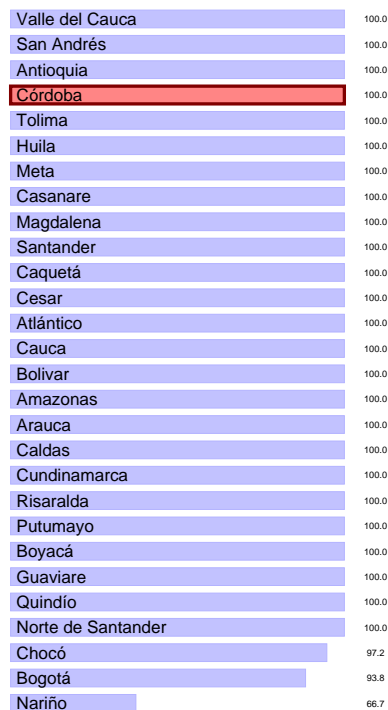 Valle del Cauca 100.0
San Andrés 100.0
Antioquia 100.0
Córdoba 100.0
Tolima 100.0
Huila 100.0
Meta 100.0
Casanare 100.0
Magdalena 100.0
Santander 100.0
Caquetá 100.0
Cesar 100.0
Atlántico 100.0
Cauca 100.0
Bolivar 100.0
Amazonas 100.0
Arauca 100.0
Caldas 100.0
Cundinamarca 100.0
Risaralda 100.0
Putumayo 100.0
Boyacá 100.0
Guaviare 100.0
Quindío 100.0
Norte de Santander 100.0
Chocó 97.2
Bogotá 93.8
Nariño 66.7